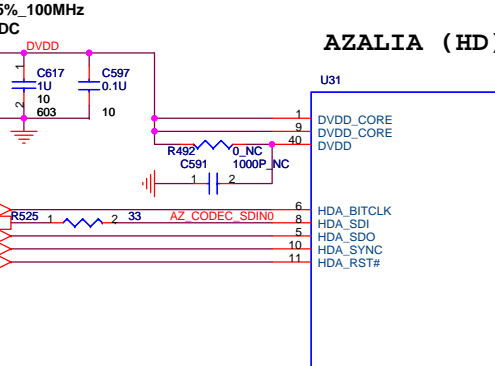 5%_100MHz
DC
AZALIA (HD)
DVDD
U31
1
C617
1U
10
603
2
C597
0.1U
10
1 DVDD_CORE
9 DVDD_CORE
40 DVDD
R492 0_NC
C591 1000P_NC
1 2
6 HDA_BITCLK
R525 1 2 33 AZ_CODEC_SDIN0 8 HDA_SDI
5 HDA_SDO
10 HDA_SYNC
11 HDA_RST#